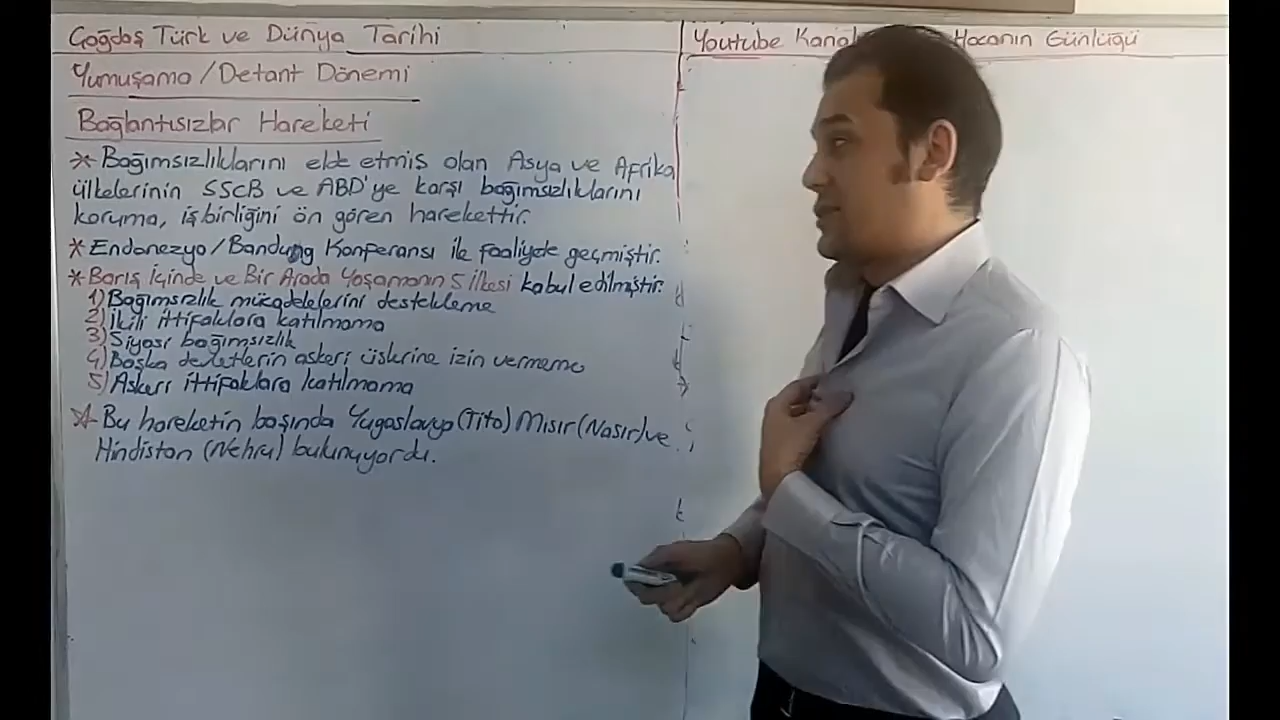 Çağdaş Türk ve Dünya Tarihi
Youtube Kanalı Hocanın Günlüğü
Yumuşama / Detant Dönemi
Bağlantısızlar Hareketi
* Bağımsızlıklarını elde etmiş olan Asya ve Afrika
ülkelerinin SSCB ve ABD'ye karşı bağımsızlıklarını
koruma, işbirliğini ön gören harekettir.
* Endonezya/Bandung Konferansı ile faaliyete geçmiştir.
* Barış İçinde ve Bir Arada Yaşamanın 5 ilkesi kabul edilmiştir.
1) Bağımsızlık mücadelelerini destekleme
2) İkili ittifaklara katılmama
3) Siyasi bağımsızlık
4) Başka devletlerin askeri üslerine izin vermeme
5) Askeri ittifaklara katılmama
* Bu hareketin başında Yugoslavya (Tito) Mısır (Nasır) ve
Hindistan (Nehru) bulunuyordu.